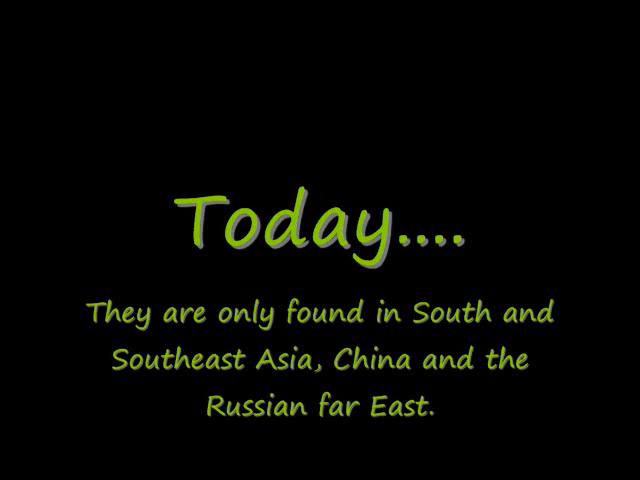 Today....
They are only found in South and
Southeast Asia, China and the
Russian far East.